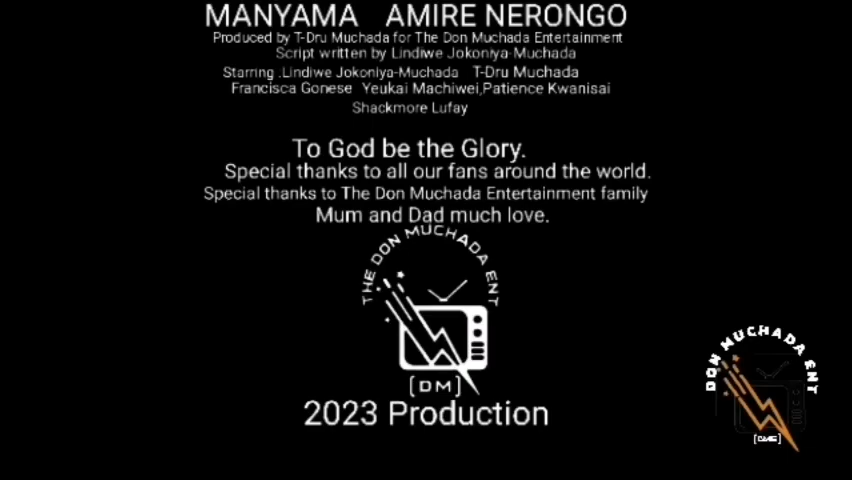 MANYAMA AMIRE NERONGO
Produced by T-Dru Muchada for The Don Muchada Entertainment
Script written by Lindiwe Jokoniya-Muchada
Starring .Lindiwe Jokoniya-Muchada T-Dru Muchada
Francisca Gonese Yeukai Machiwei,Patience Kwanisai
Shackmore Lufay
To God be the Glory.
Special thanks to all our fans around the world.
Special thanks to The Don Muchada Entertainment family
Mum and Dad much love.
THE DON MUCHADA ENT
[DM]
2023 Production
DON MUCHADA ENT
[DME]